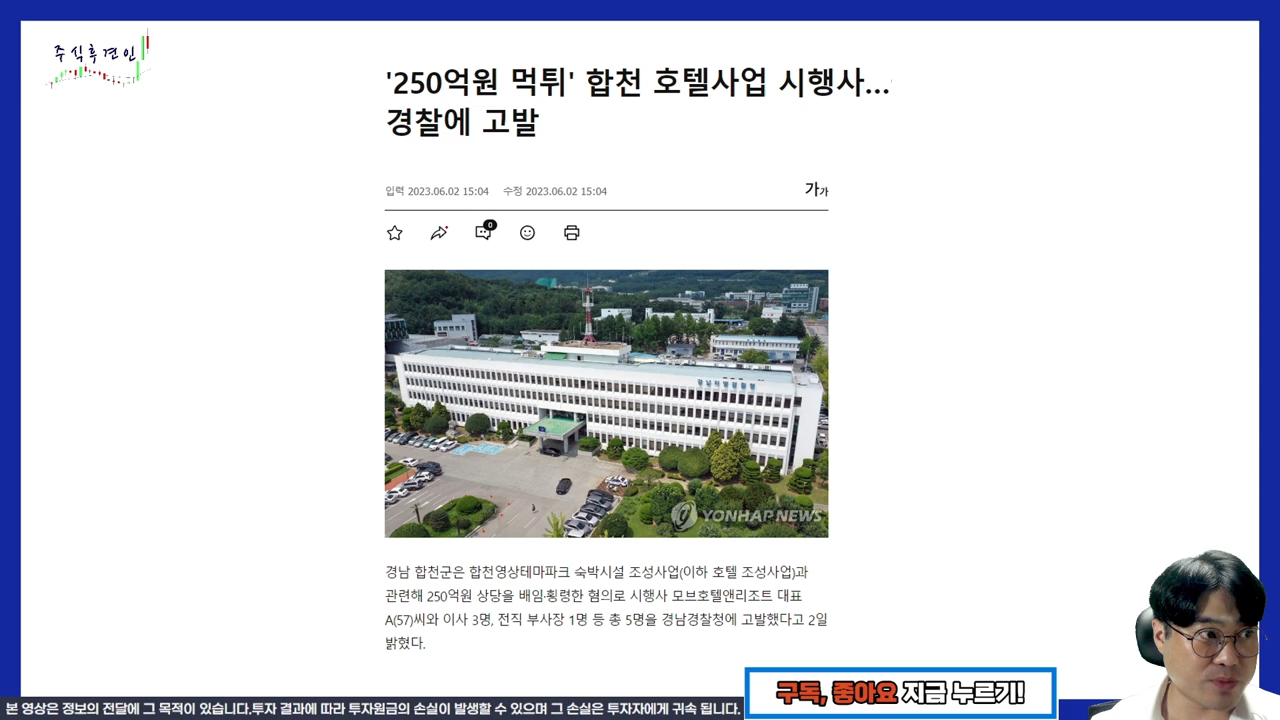 주식후견인
'250억원 먹튀' 합천 호텔사업 시행사…
경찰에 고발
입력 2023.06.02 15:04 수정 2023.06.02 15:04
가가
0
YONHAP NEWS
경남 합천군은 합천영상테마파크 숙박시설 조성사업(이하 호텔 조성사업)과
관련해 250억원 상당을 배임·횡령한 혐의로 시행사 모브호텔앤리조트 대표
A(57)씨와 이사 3명, 전직 부사장 1명 등 총 5명을 경남경찰청에 고발했다고 2일
밝혔다.
구독, 좋아요 지금 누르기!
본 영상은 정보의 전달에 그 목적이 있습니다.투자 결과에 따라 투자원금의 손실이 발생할 수 있으며 그 손실은 투자자에게 귀속 됩니다.